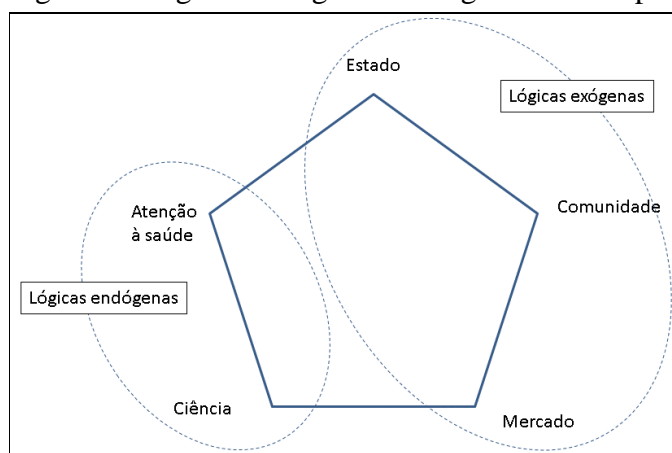 Estado
Lógicas exógenas
Atenção
à saúde
Comunidade
Lógicas endógenas
Ciência
Mercado